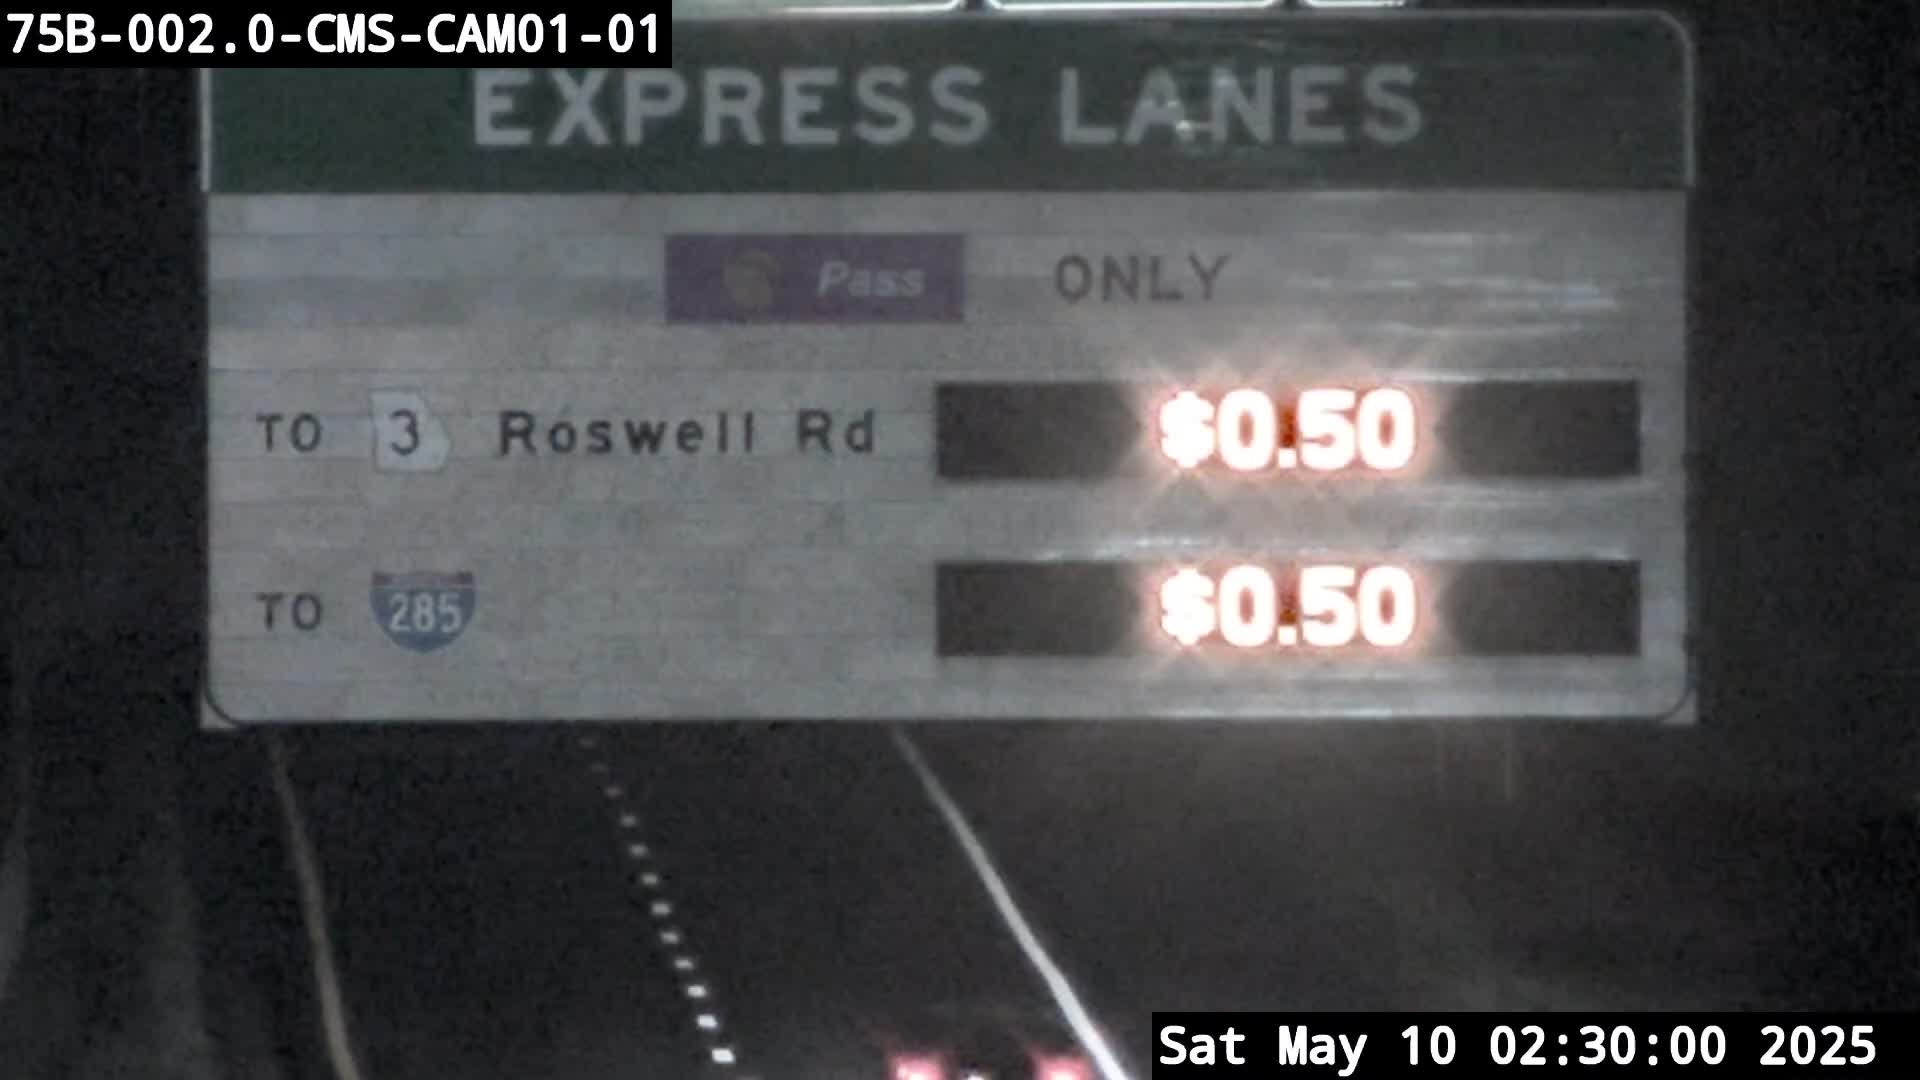 75B-002.0-CMS-CAM01-01
EXPRESS LANES
Pass ONLY
TO 3 Roswell Rd $0.50
TO 285 $0.50
Sat May 10 02:30:00 2025